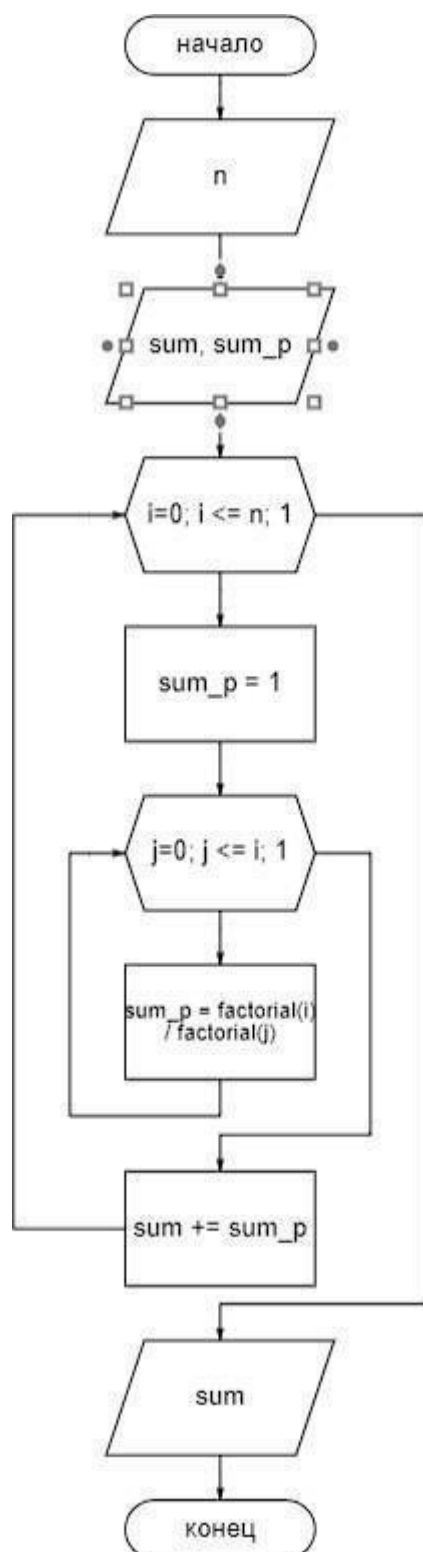 начало
n
sum, sum_p
i=0; i <= n; 1
sum_p = 1
j=0; j <= i; 1
sum_p = factorial(i)
/ factorial(j)
sum += sum_p
sum
конец